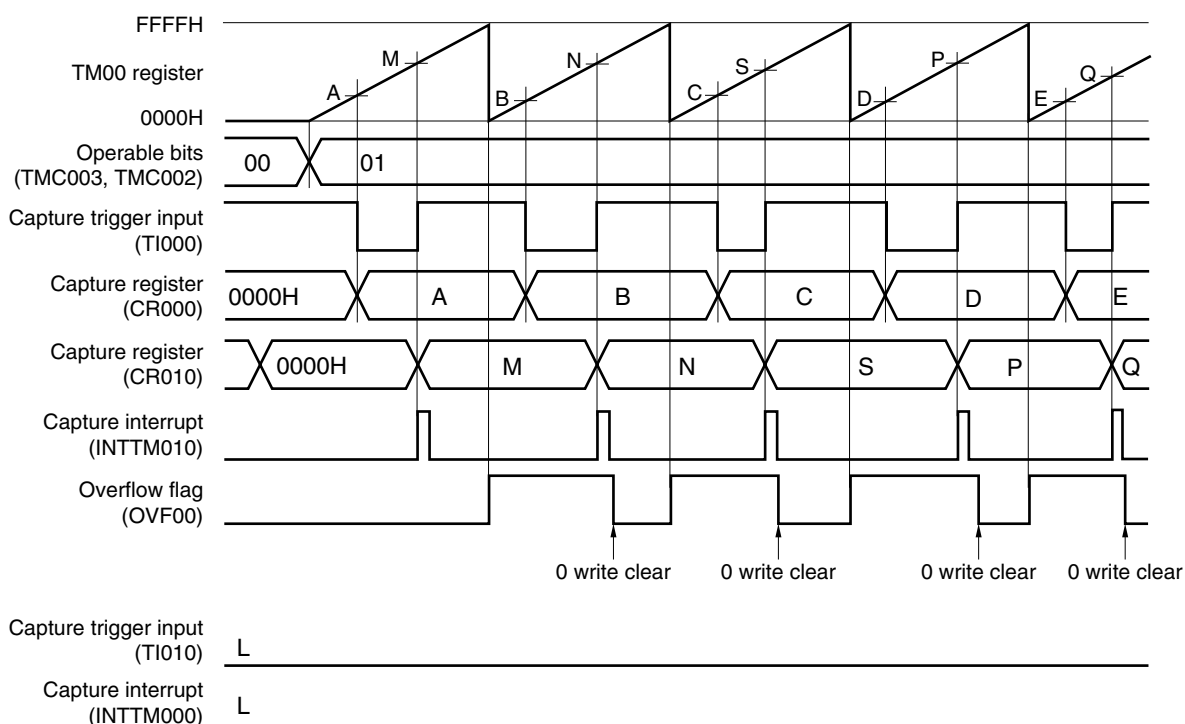 FFFFH
TM00 register
0000H
A M B N C S D P E Q
Operable bits
(TMC003, TMC002)
00 01
Capture trigger input
(TI000)
Capture register
(CR000)
0000H A B C D E
Capture register
(CR010)
0000H M N S P Q
Capture interrupt
(INTTM010)
Overflow flag
(OVF00)
0 write clear 0 write clear 0 write clear 0 write clear
Capture trigger input
(TI010)
L
Capture interrupt
(INTTM000)
L